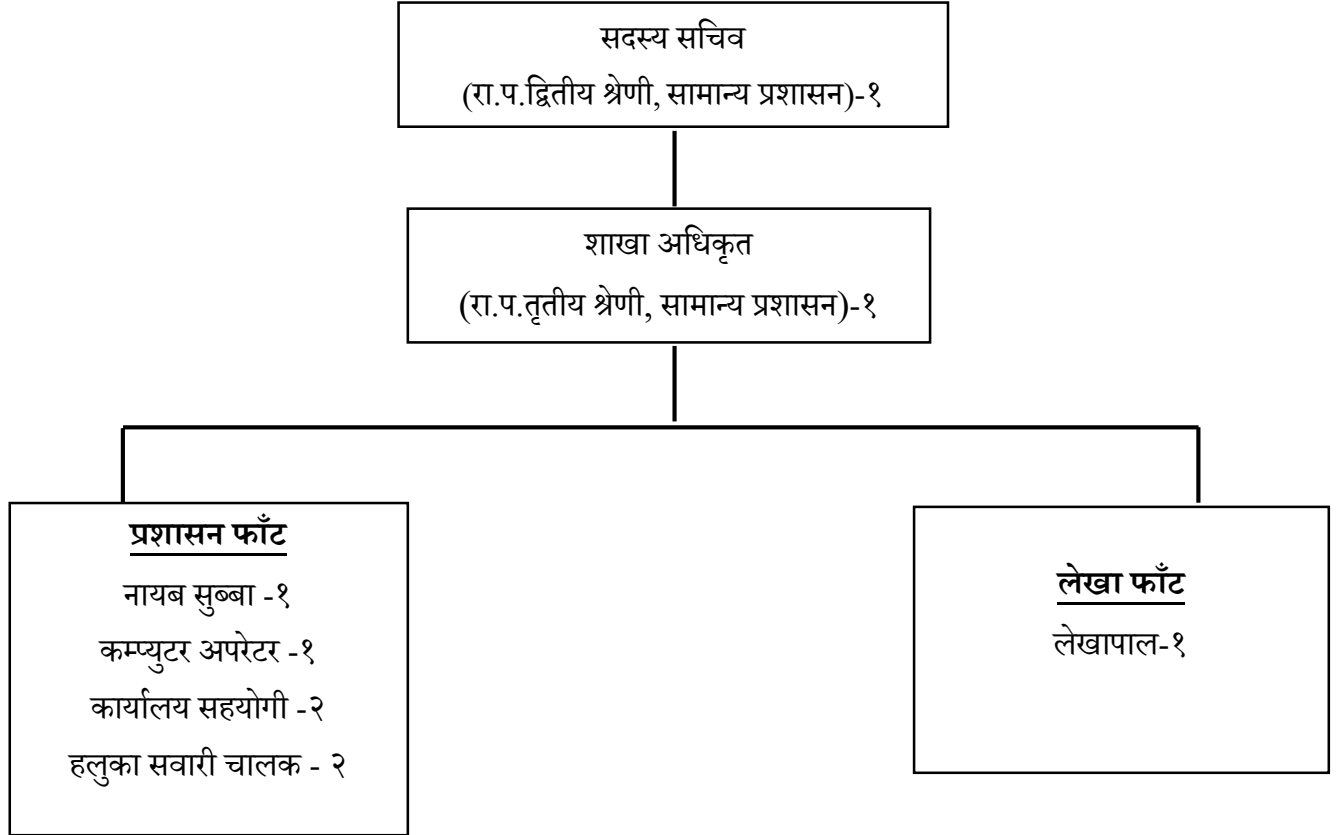 सदस्य सचिव
(रा.प.द्वितीय श्रेणी, सामान्य प्रशासन)-१
शाखा अधिकृत
(रा.प.तृतीय श्रेणी, सामान्य प्रशासन)-१
प्रशासन फाँट
नायब सुब्बा -१
कम्प्युटर अपरेटर -१
कार्यालय सहयोगी -२
हलुका सवारी चालक - २
लेखा फाँट
लेखापाल-१